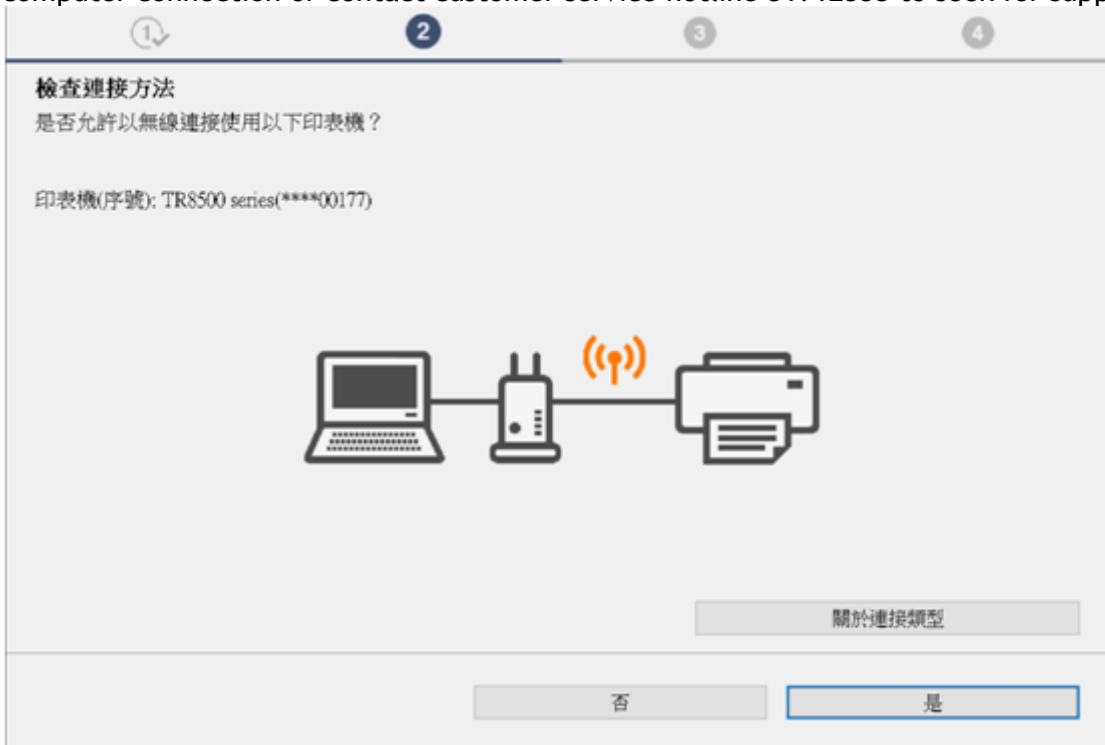 1 2 3 4
檢查連接方法
是否允許以無線連接使用以下印表機？
印表機(序號): TR8500 series(****00177)
關於連接類型
否 是